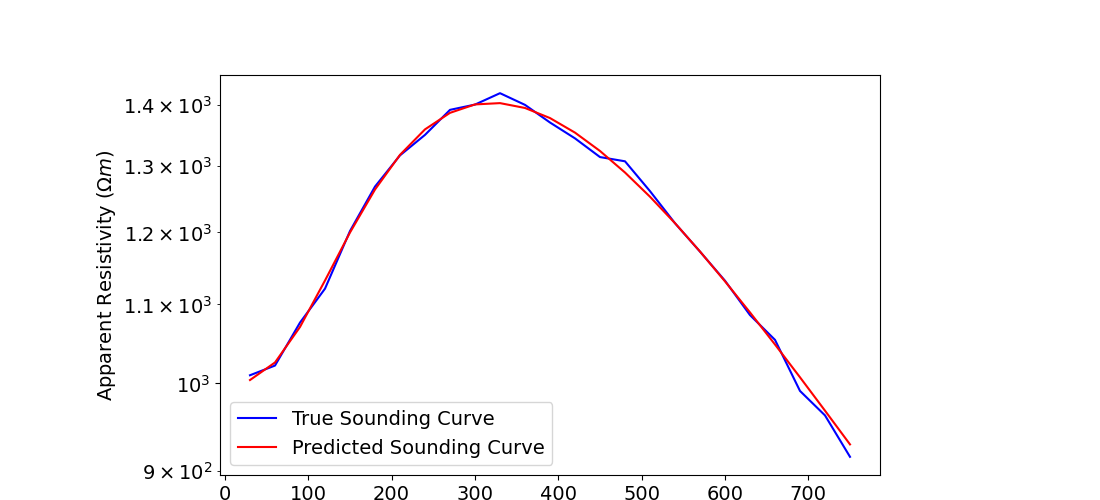 Apparent Resistivity (Ωm)
1.4 × 10³
1.3 × 10³
1.2 × 10³
1.1 × 10³
10³
9 × 10²
True Sounding Curve
Predicted Sounding Curve
0 100 200 300 400 500 600 700